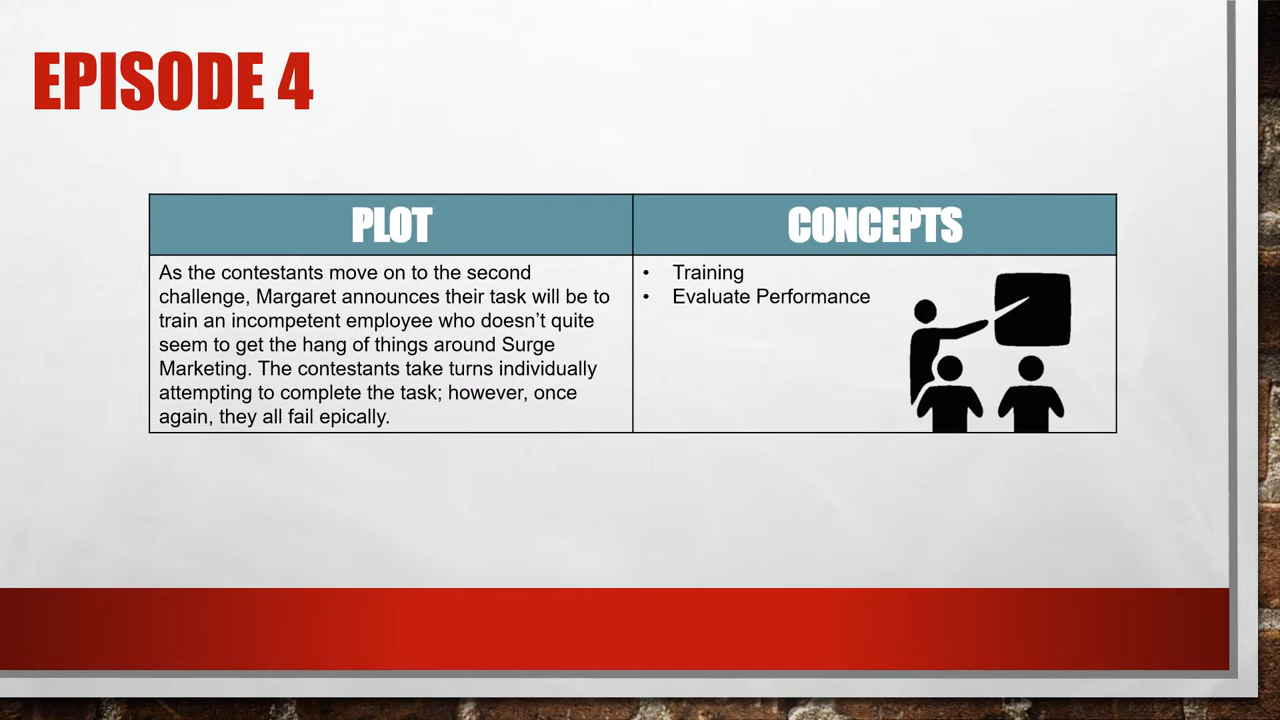 EPISODE 4
PLOT
CONCEPTS
As the contestants move on to the second
challenge, Margaret announces their task will be to
train an incompetent employee who doesn’t quite
seem to get the hang of things around Surge
Marketing. The contestants take turns individually
attempting to complete the task; however, once
again, they all fail epically.
• Training
• Evaluate Performance